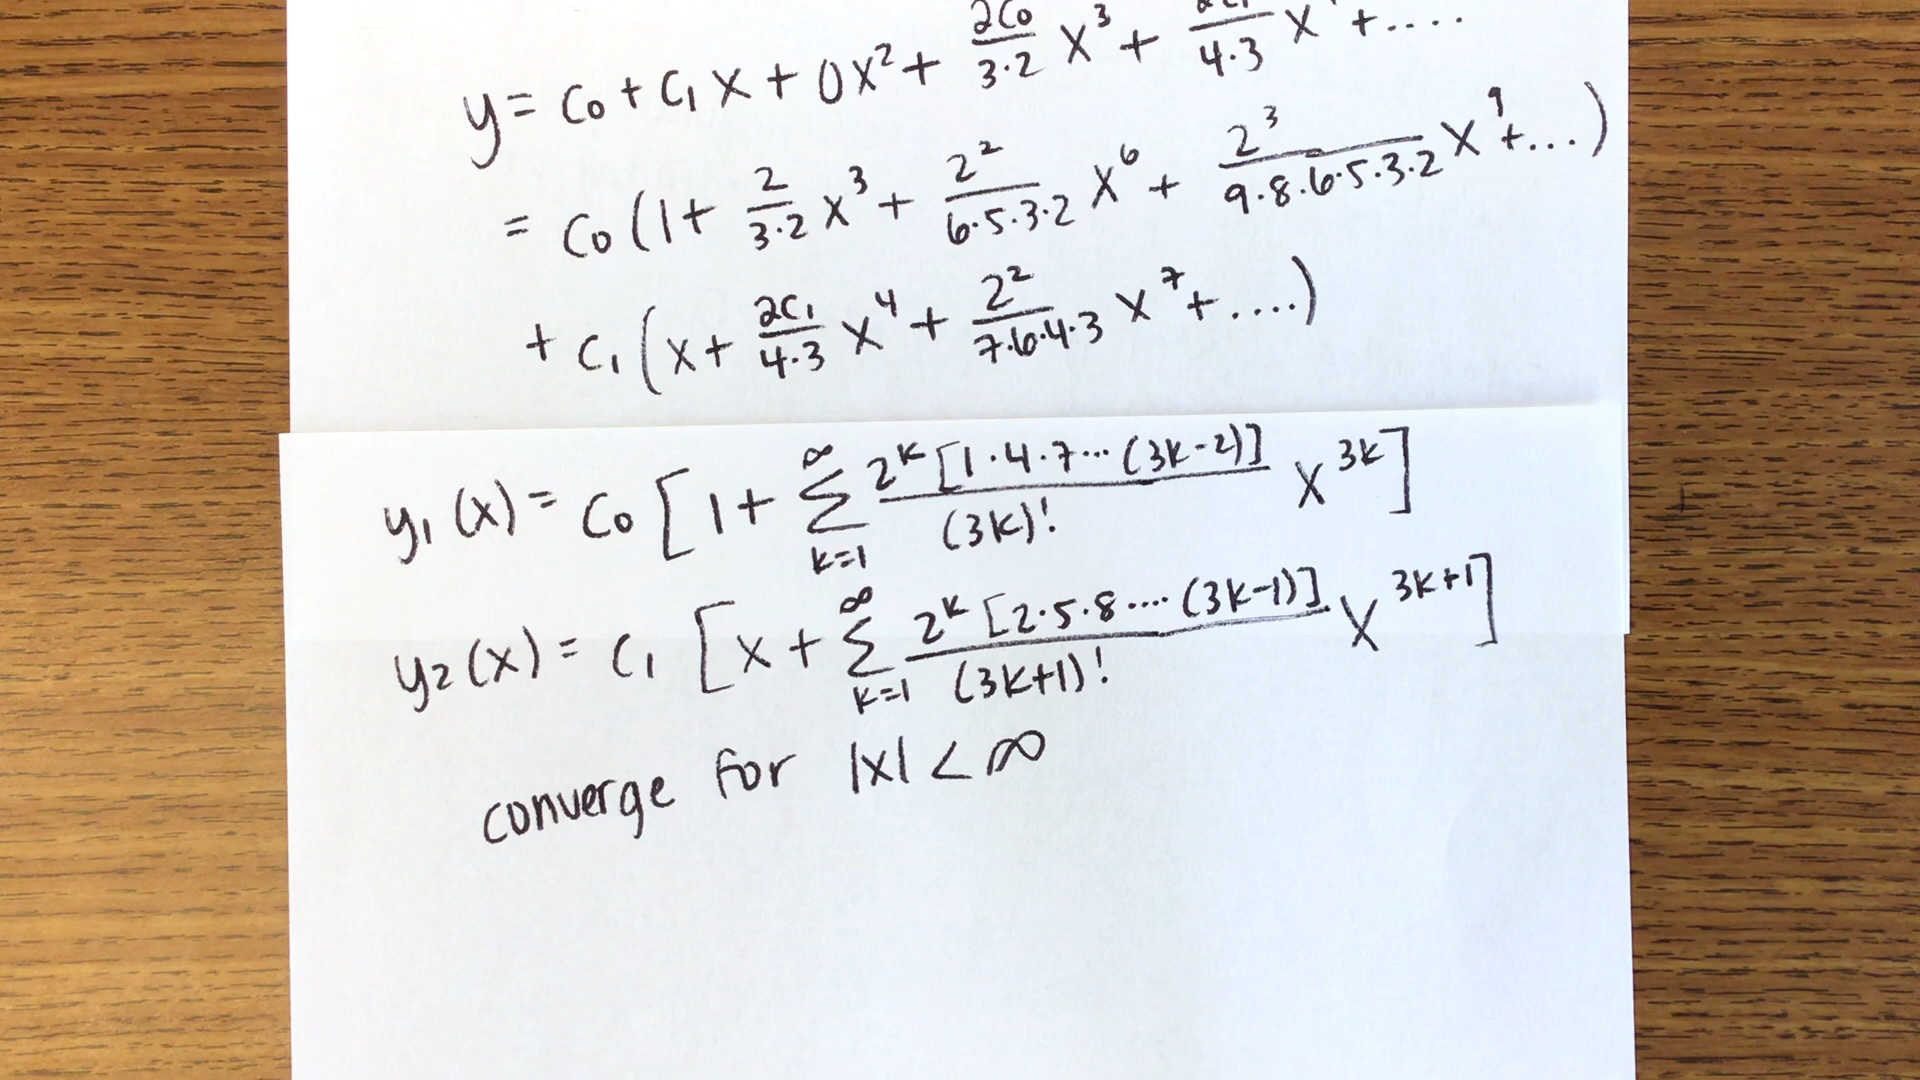 y = c₀ + c₁x + 0x² + 2c₀/(3·2) x³ + 2c₁/(4·3) x + ....
= c₀ (1 + 2/(3·2) x³ + 2²/(6·5·3·2) x⁶ + 2³/(9·8·6·5·3·2) x⁹ + ...)
+ c₁ (x + 2c₁/(4·3) x⁴ + 2²/(7·6·4·3) x⁷ + ....)
y₁(x) = c₀ [1 + ∑_{k=1}^{∞} 2^k [1·4·7···(3k-2)]/(3k)! x^{3k}]
y₂(x) = c₁ [x + ∑_{k=1}^{∞} 2^k [2·5·8····(3k-1)]/(3k+1)! x^{3k+1}]
converge for |x| < ∞